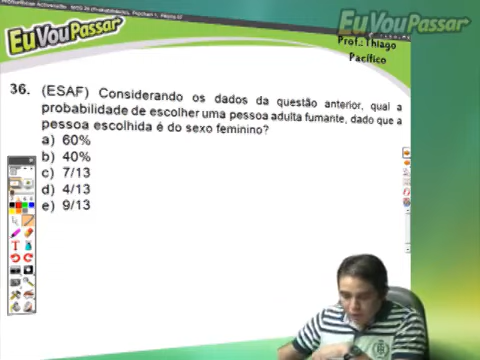 EuVouPassar
EuVouPassar
Prof.: Thiago
Pacífico
36. (ESAF) Considerando os dados da questão anterior, qual a
probabilidade de escolher uma pessoa adulta fumante, dado que a
pessoa escolhida é do sexo feminino?
a) 60%
b) 40%
c) 7/13
d) 4/13
e) 9/13